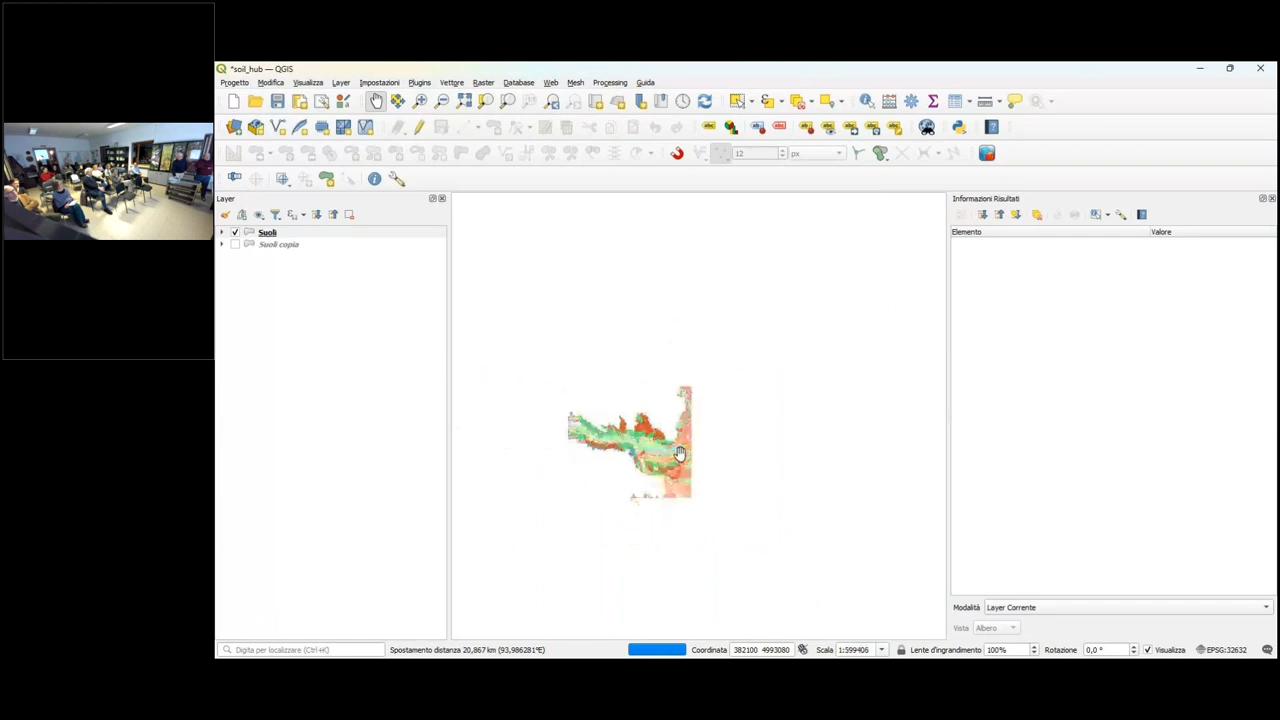 *soil_hub — QGIS
Progetto Modifica Visualizza Layer Impostazioni Plugins Vettore Raster Database Web Mesh Processing Guida
12 px
Layer
Suoli
Suoli copia
Informazioni Risultati
Elemento Valore
Modalità Layer Corrente
Vista Albero
Digita per localizzare (Ctrl+K) Spostamento distanza 20,867 km (93,986281°E) Coordinata 382100 4993080 Scala 1:599406 Lente d'ingrandimento 100% Rotazione 0,0 ° Visualizza EPSG:32632